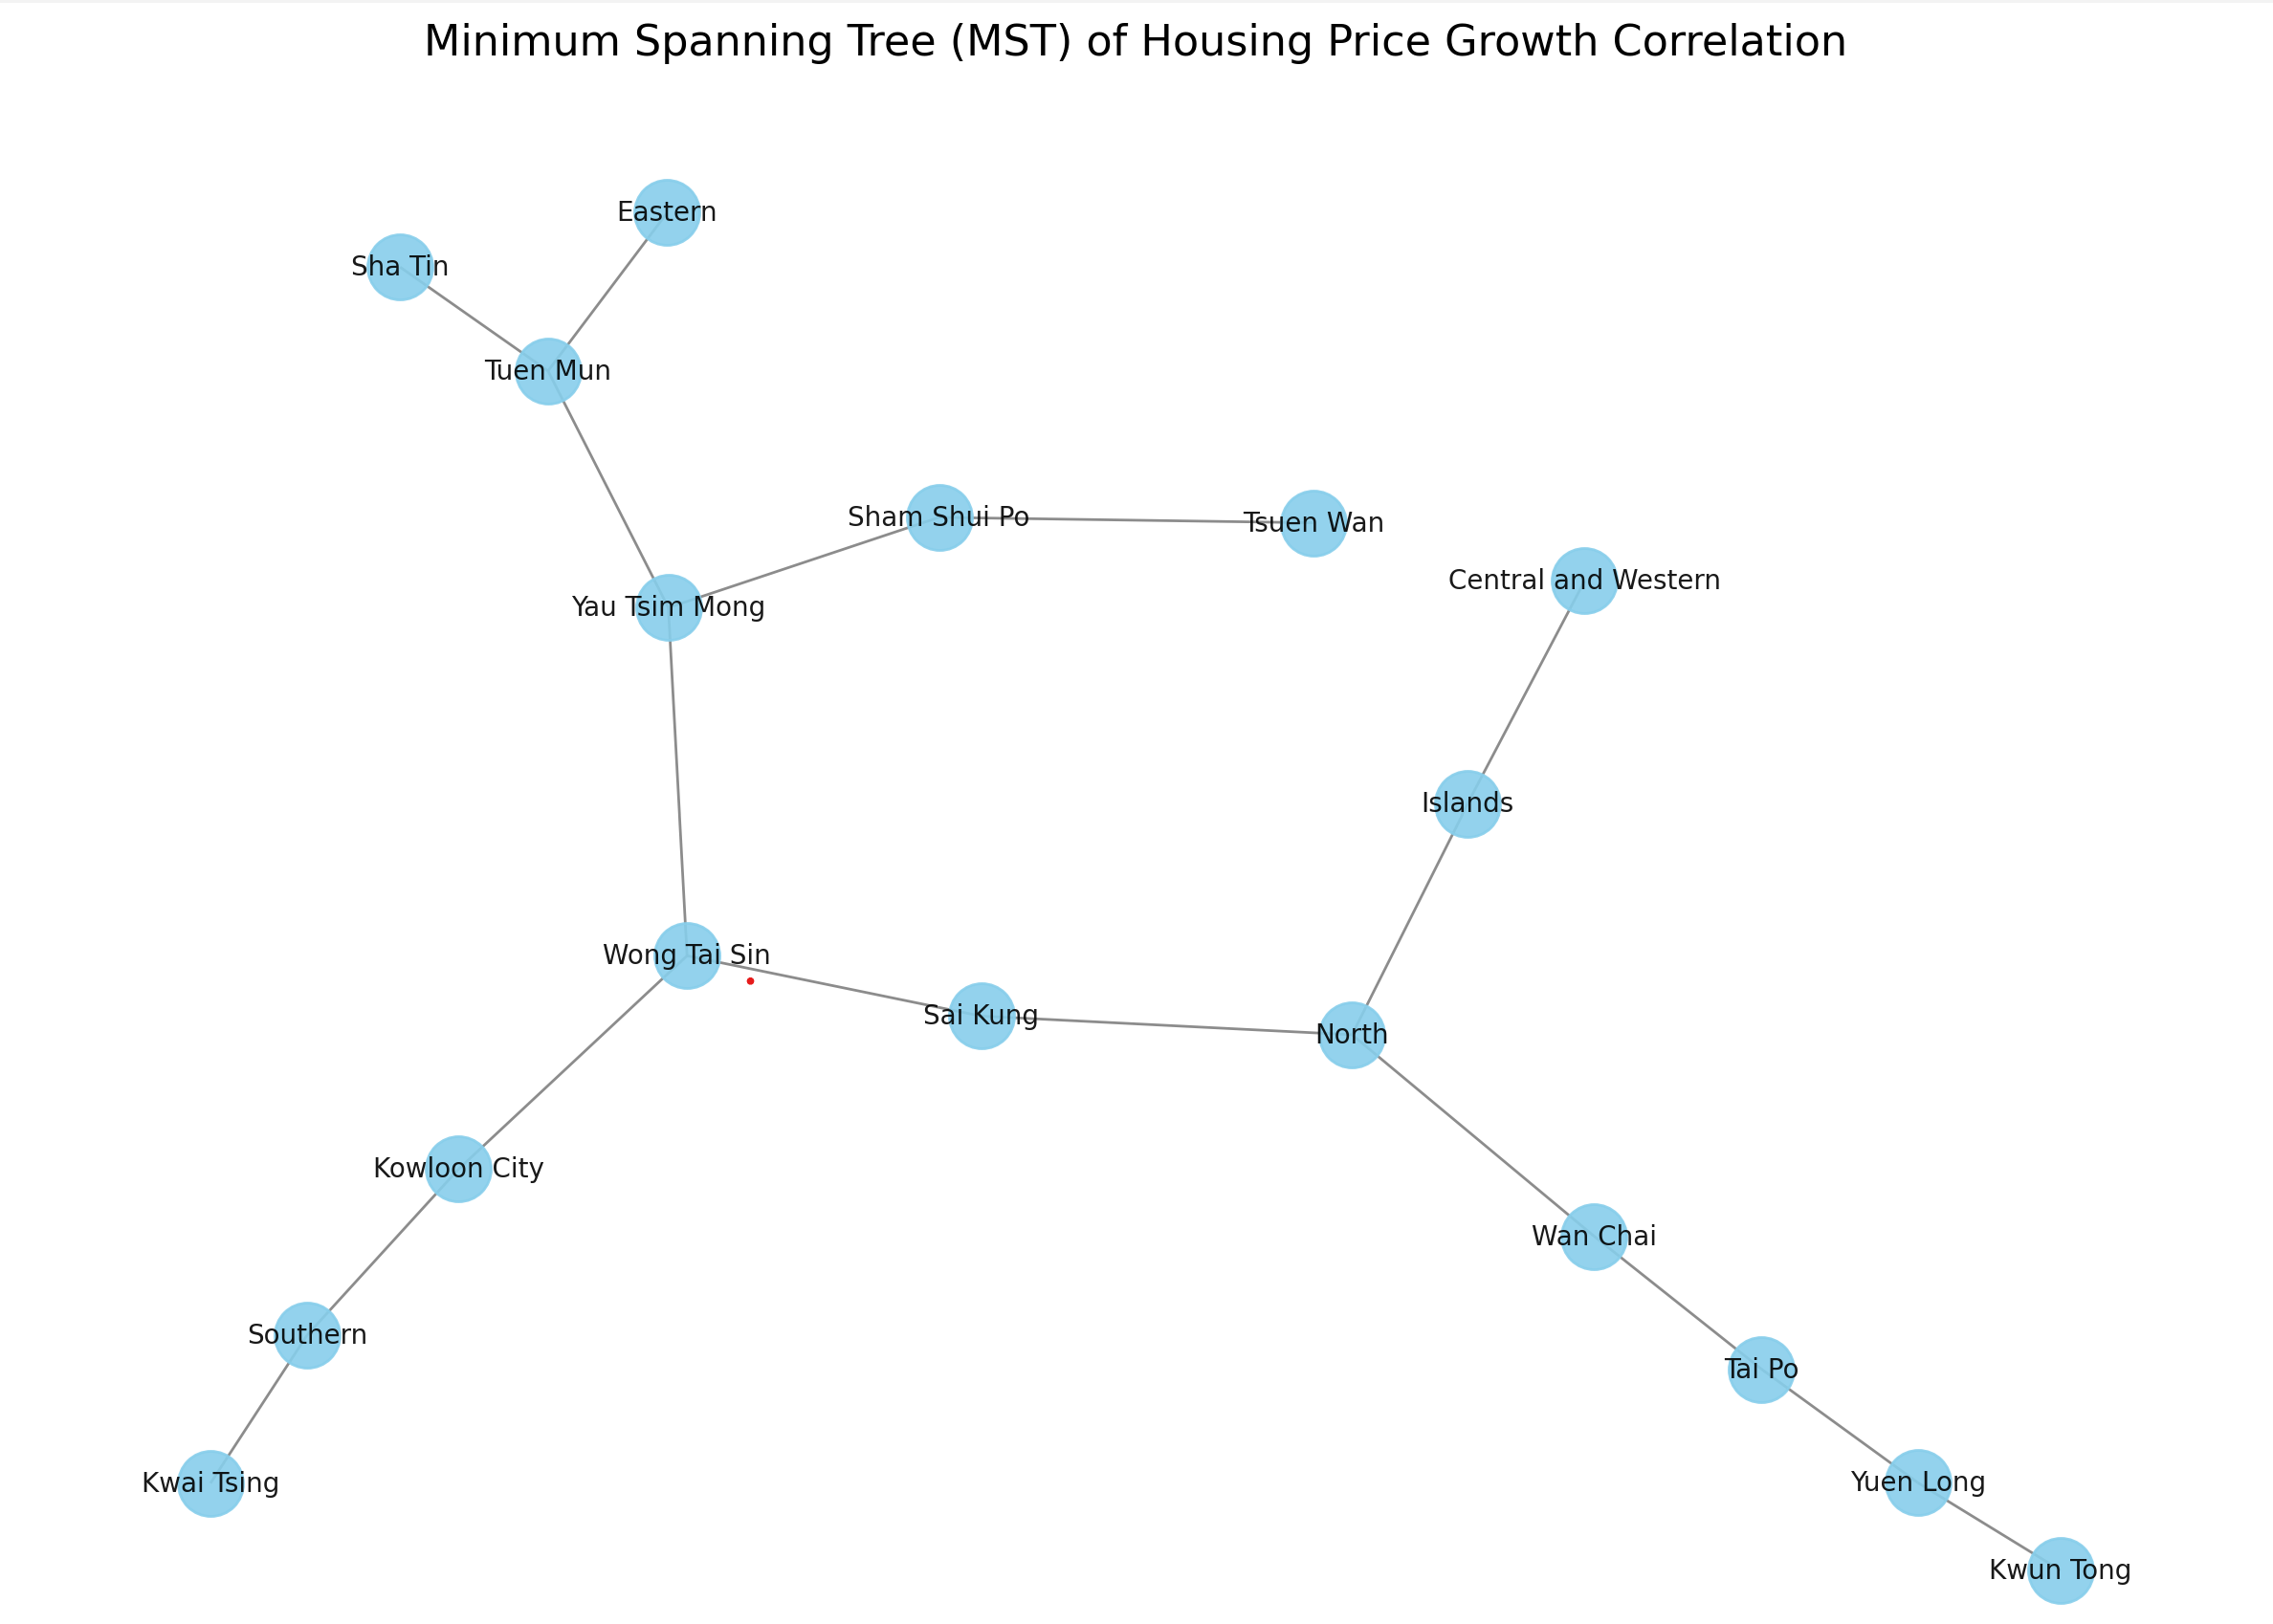 Minimum Spanning Tree (MST) of Housing Price Growth Correlation
Eastern
Sha Tin
Tuen Mun
Sham Shui Po
Tsuen Wan
Central and Western
Yau Tsim Mong
Islands
Wong Tai Sin
Sai Kung
North
Kowloon City
Wan Chai
Southern
Tai Po
Kwai Tsing
Yuen Long
Kwun Tong